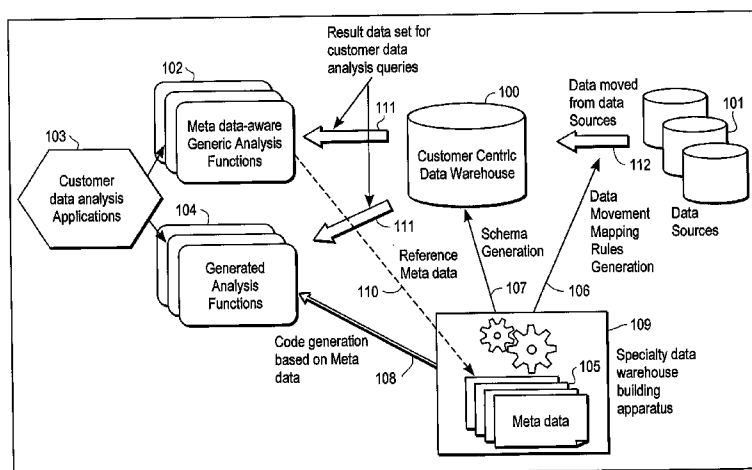 Result data set for
customer data
analysis queries
102
100
101
Data moved
from data
Sources
103
111
Meta data-aware
Generic Analysis
Functions
Customer Centric
Data Warehouse
112
Customer
data analysis
Applications
104
111
Data
Movement
Mapping
Rules
Generation
Data
Sources
Schema
Generation
Generated
Analysis
Functions
Reference
Meta data
110
107
106
109
Code generation
based on Meta
data
108
105
Specialty data
warehouse
building
apparatus
Meta data